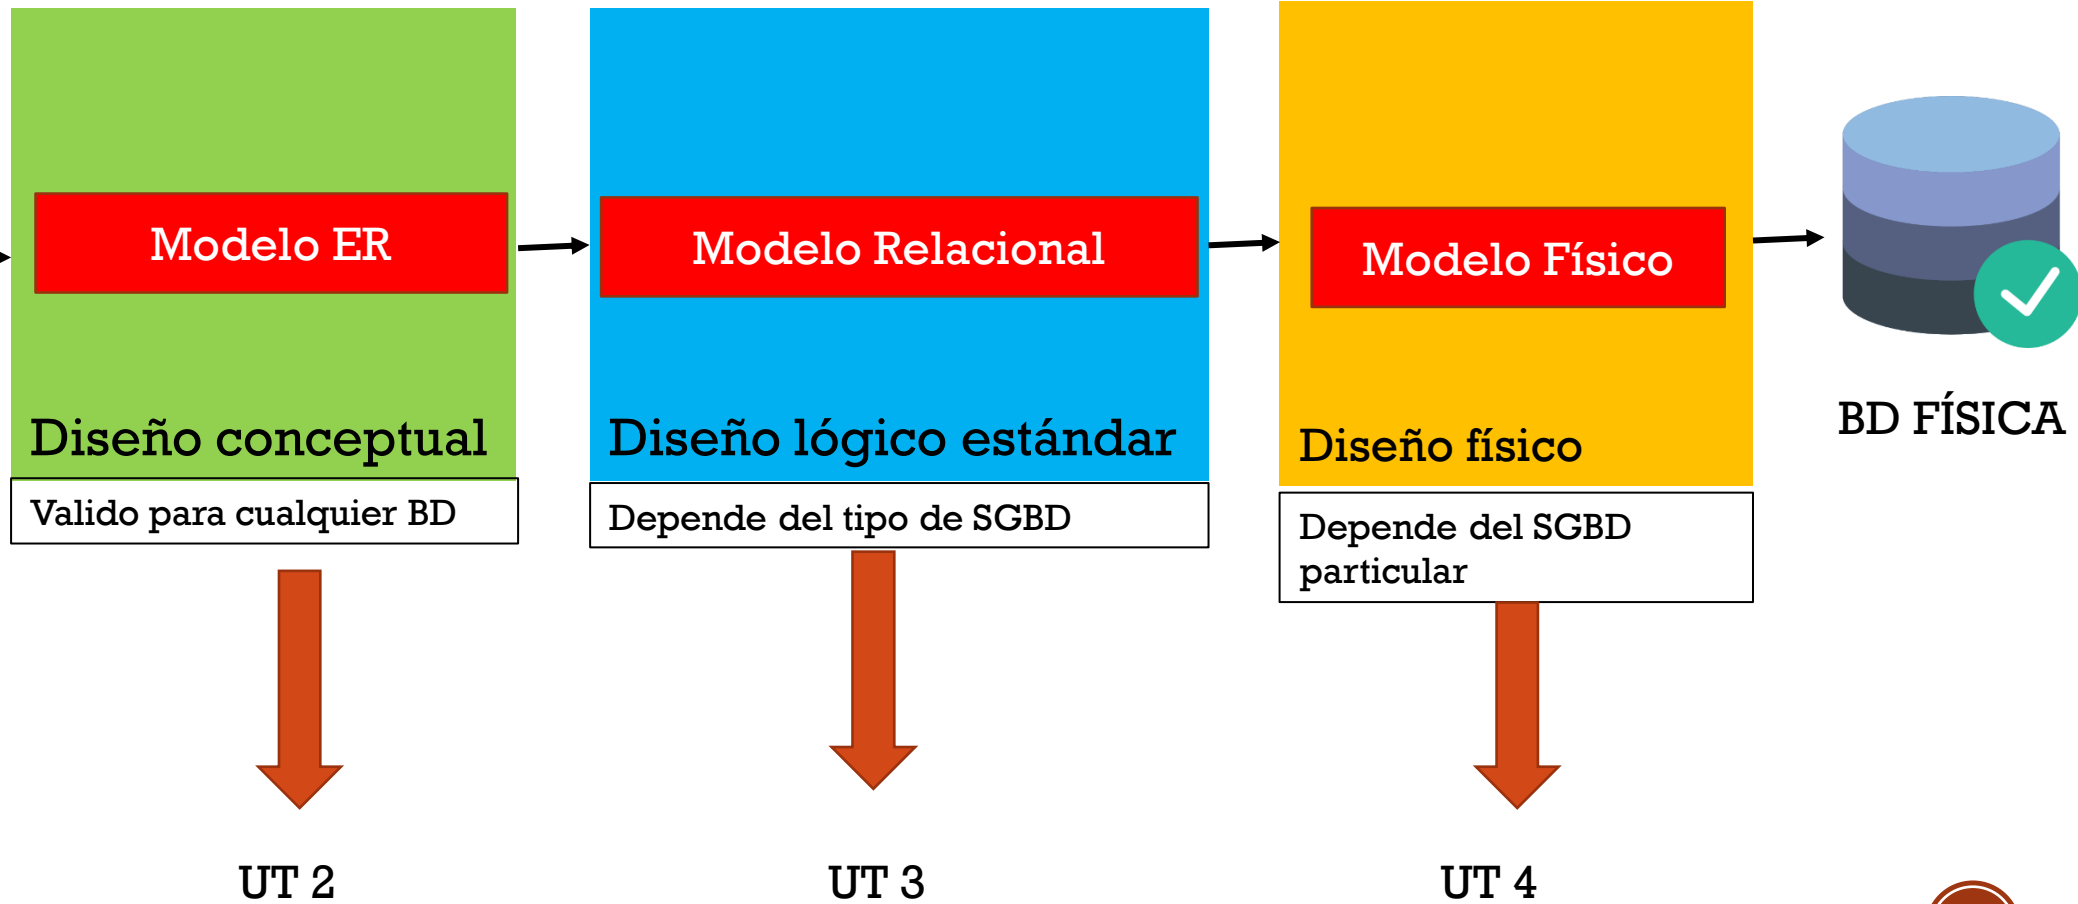 Modelo ER
Modelo Relacional
Modelo Físico
Diseño conceptual
Diseño lógico estándar
Diseño físico
BD FÍSICA
Valido para cualquier BD
Depende del tipo de SGBD
Depende del SGBD
particular
UT 2
UT 3
UT 4